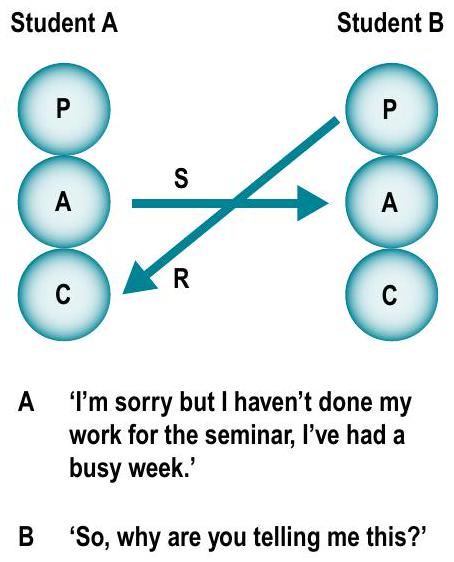 Student A Student B
P P
S
A A
R
C C
A ‘I’m sorry but I haven’t done my
work for the seminar, I’ve had a
busy week.’
B ‘So, why are you telling me this?’